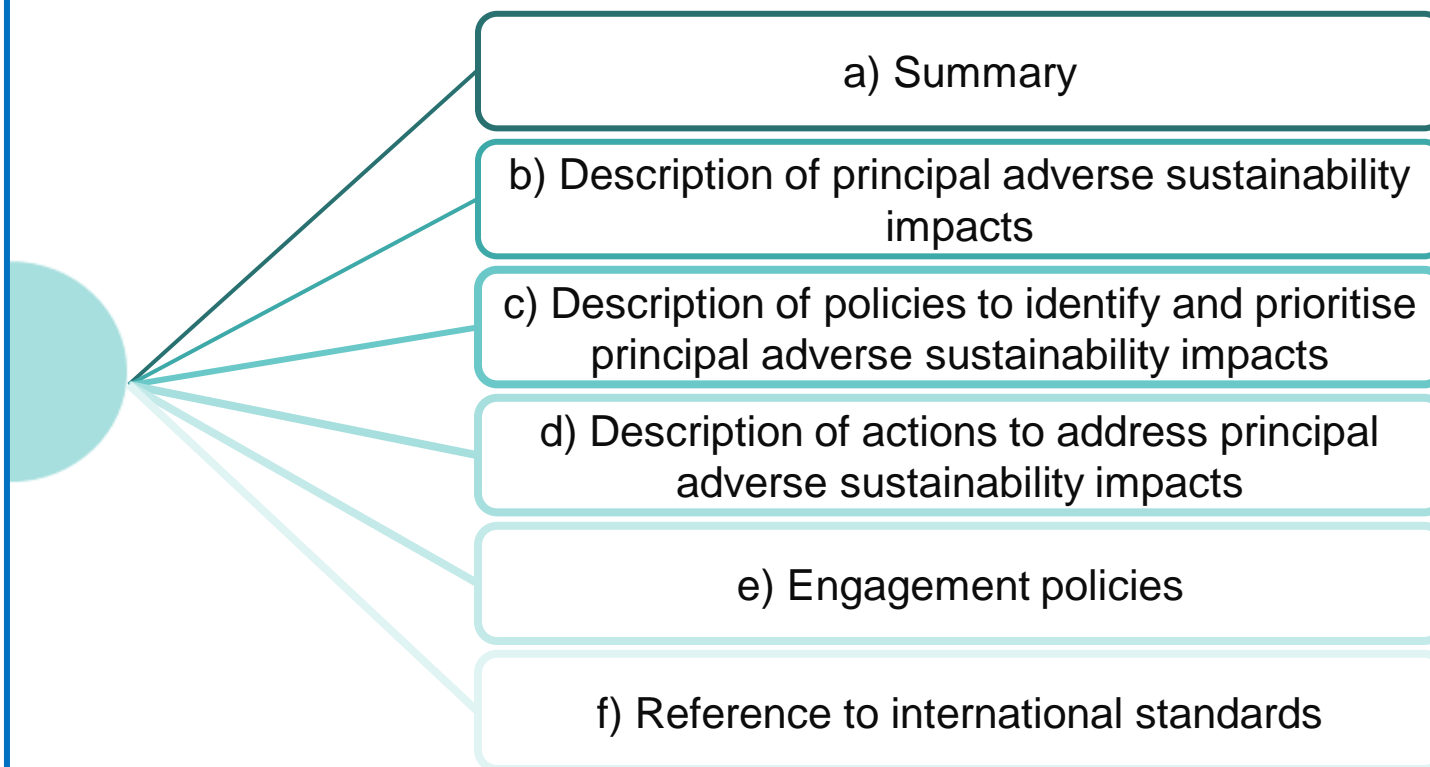 a) Summary
b) Description of principal adverse sustainability
impacts
c) Description of policies to identify and prioritise
principal adverse sustainability impacts
d) Description of actions to address principal
adverse sustainability impacts
e) Engagement policies
f) Reference to international standards